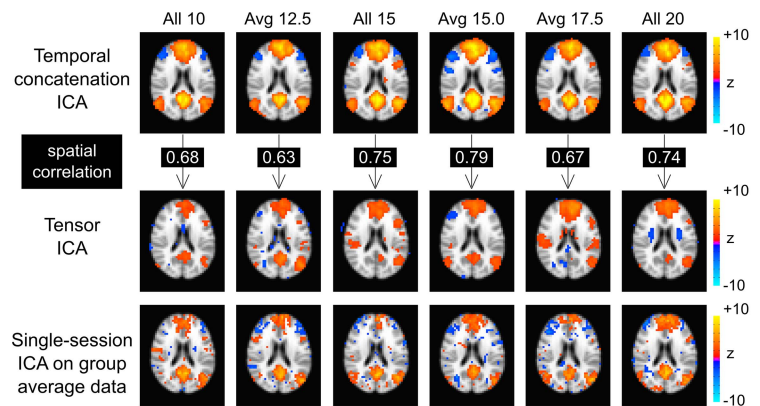 All 10 Avg 12.5 All 15 Avg 15.0 Avg 17.5 All 20
Temporal
concatenation
ICA
+10
z
-10
spatial
correlation
0.68 0.63 0.75 0.79 0.67 0.74
Tensor
ICA
+10
z
-10
Single-session
ICA on group
average data
+10
z
-10